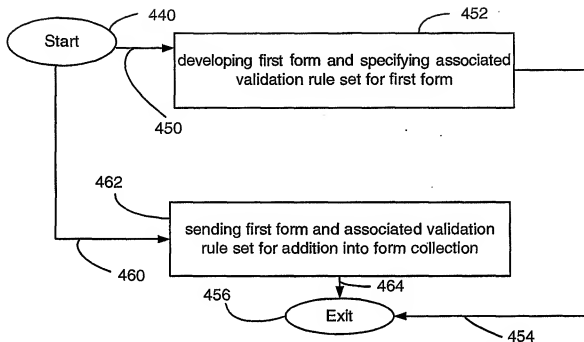 440
452
Start
developing first form and specifying associated
validation rule set for first form
450
462
sending first form and associated validation
rule set for addition into form collection
460
464
456
Exit
454